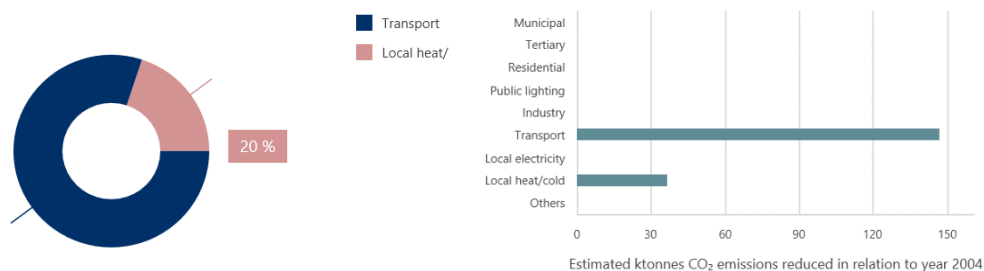 Transport
Local heat/
20 %
Municipal
Tertiary
Residential
Public lighting
Industry
Transport
Local electricity
Local heat/cold
Others
0 30 60 90 120 150
Estimated ktonnes CO₂ emissions reduced in relation to year 2004